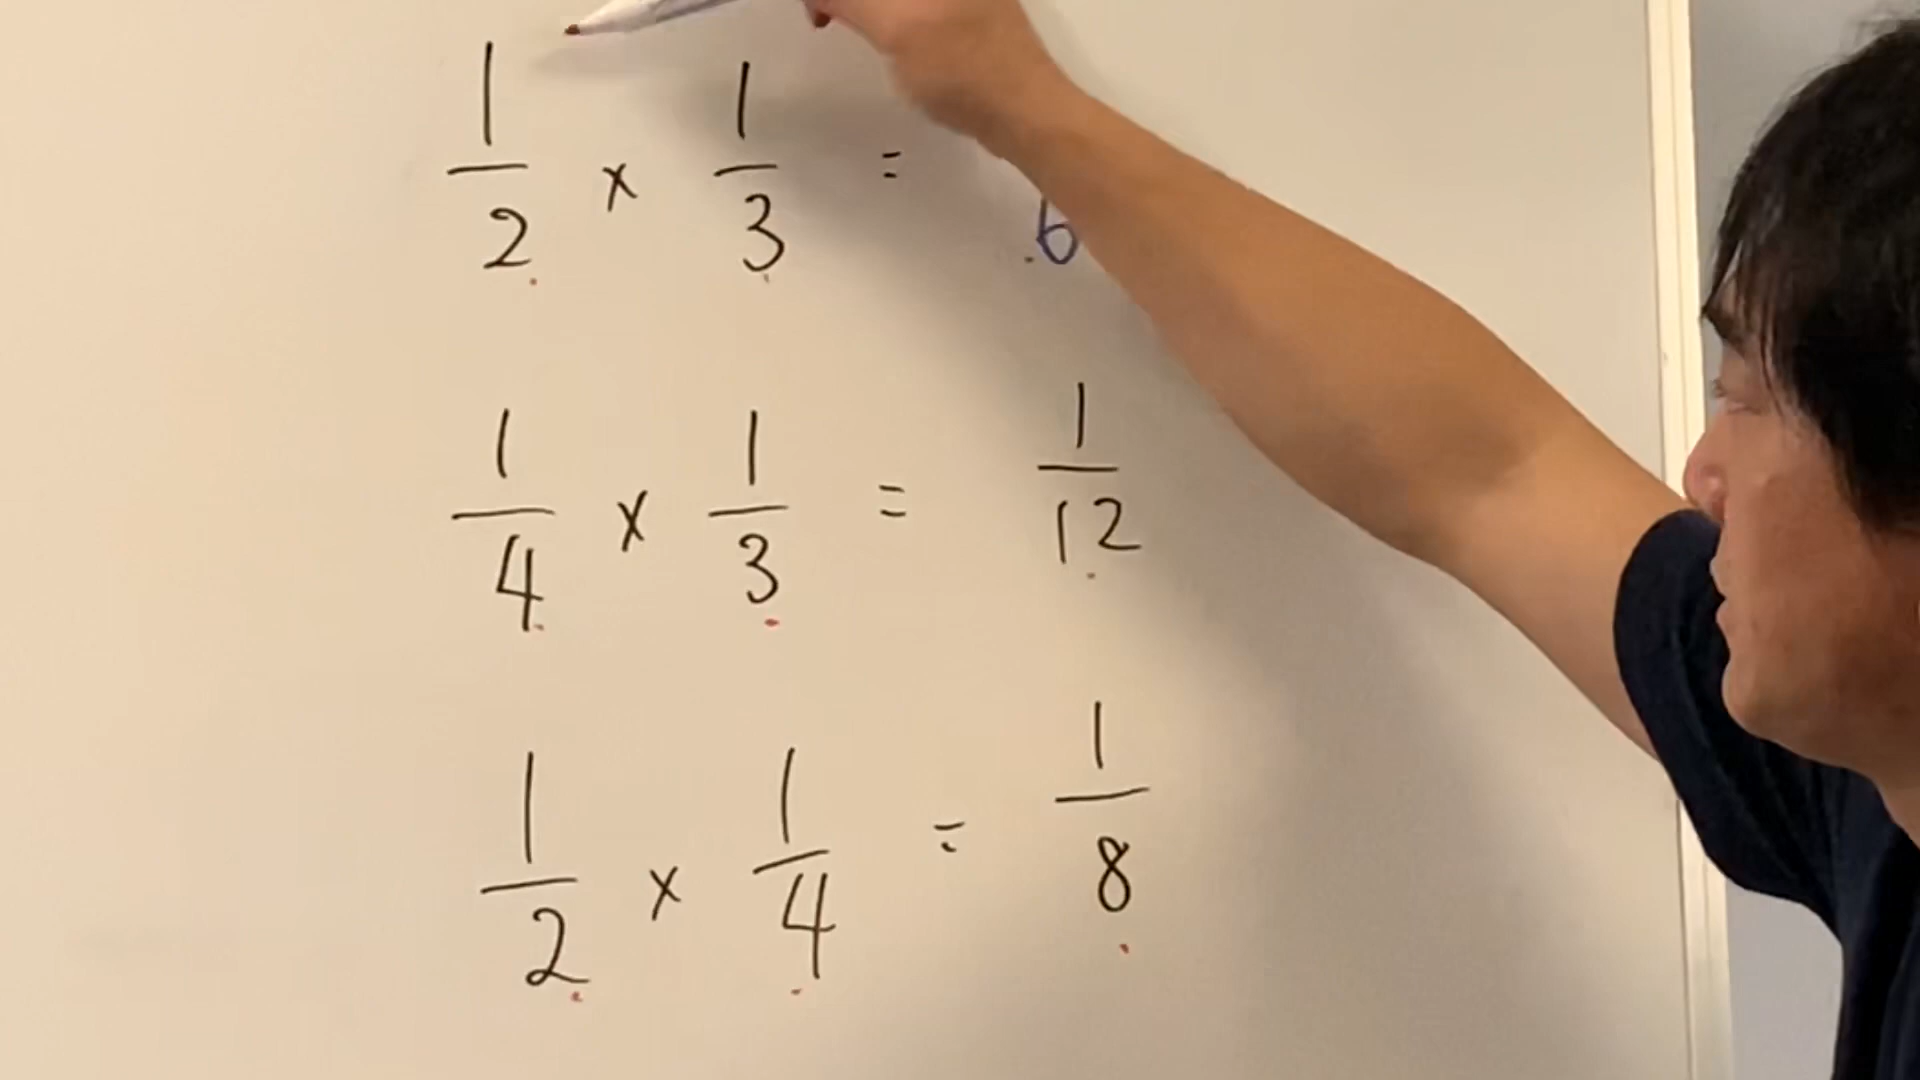 1/2 x 1/3 = 6
1/4 x 1/3 = 1/12
1/2 x 1/4 = 1/8